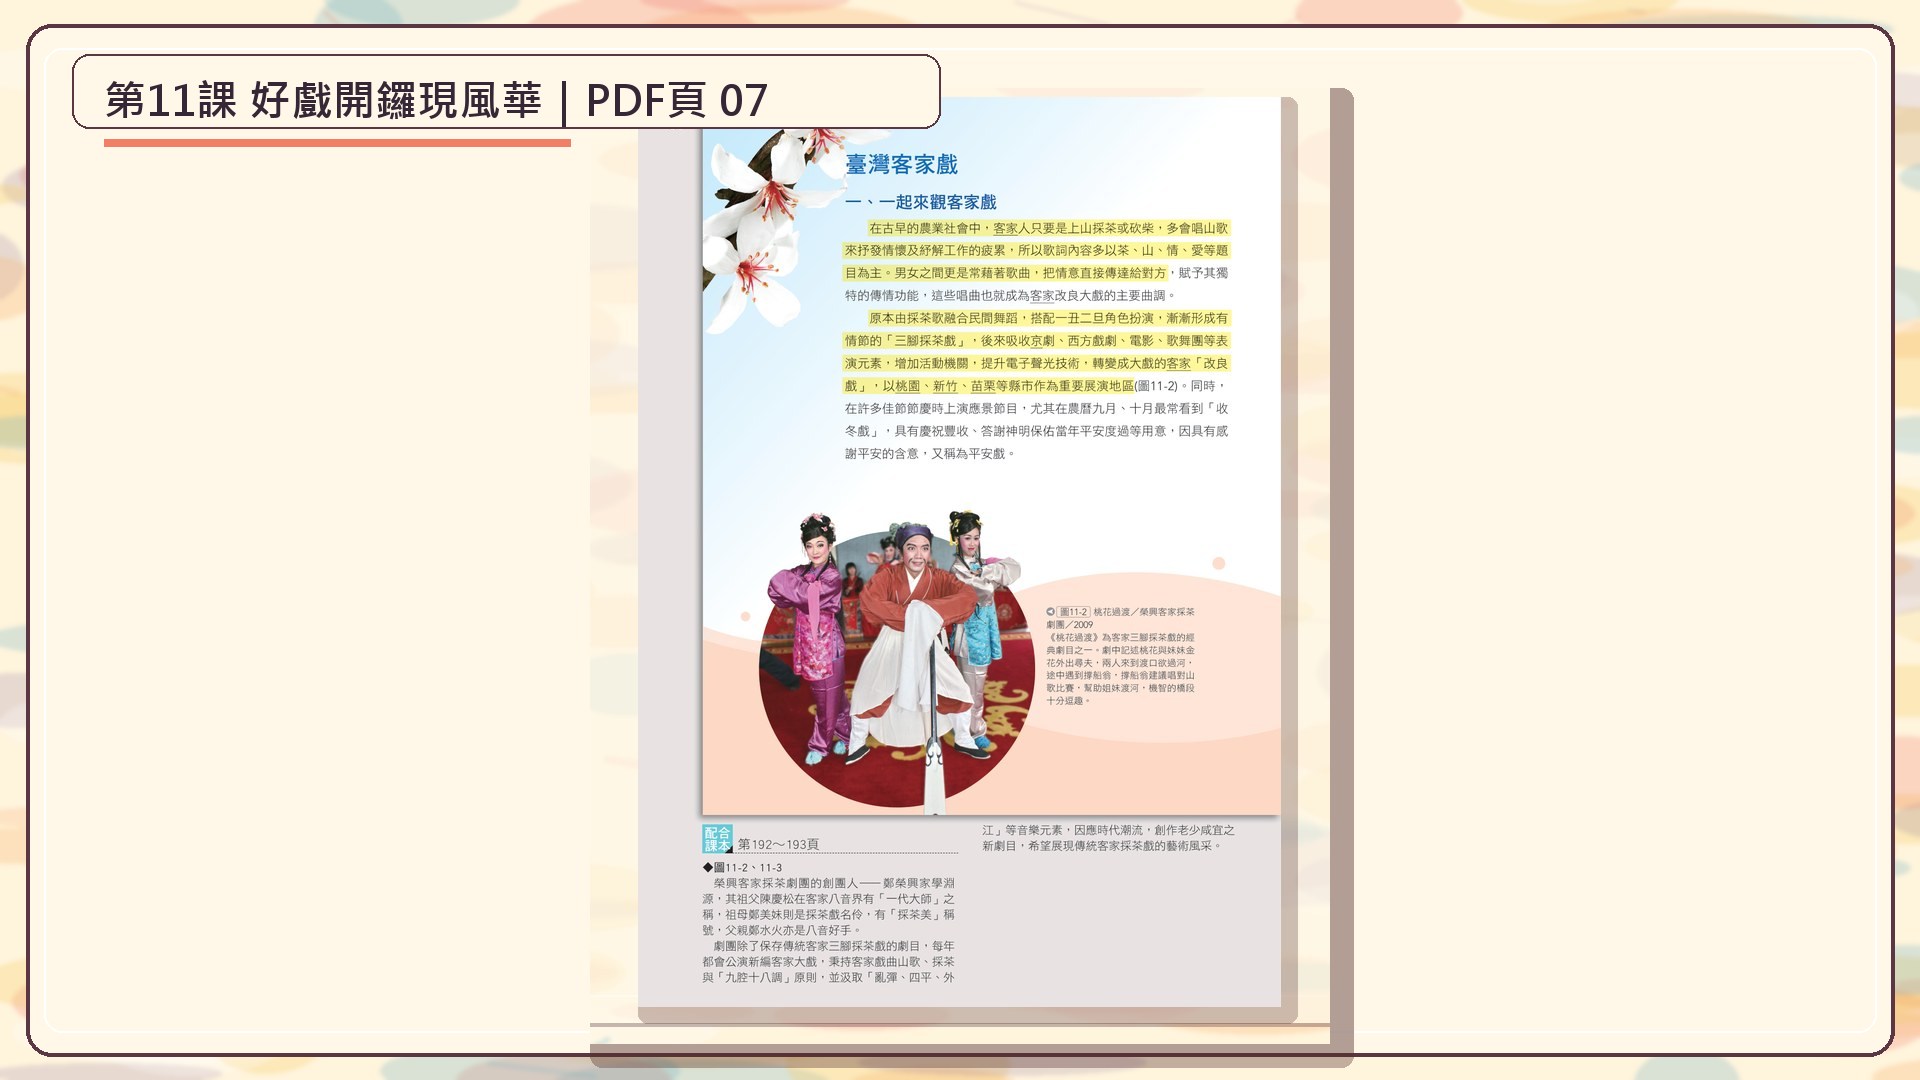 第11課 好戲開鑼現風華 | PDF頁 07
臺灣客家戲
一、一起來觀客家戲
在古早的農業社會中，客家人只要是上山採茶或砍柴，多會唱山歌
來抒發情懷及紓解工作的疲累，所以歌詞內容多以茶、山、情、愛等題
目為主。男女之間更是常藉著歌曲，把情意直接傳達給對方，賦予其獨
特的傳情功能，這些唱曲也就成為客家改良大戲的主要曲調。
原本由採茶歌融合民間舞蹈，搭配一丑二旦角色扮演，漸漸形成有
情節的「三腳採茶戲」，後來吸收京劇、西方戲劇、電影、歌舞團等表
演元素，增加活動機關，提升電子聲光技術，轉變成大戲的客家「改良
戲」，以桃園、新竹、苗栗等縣市作為重要展演地區(圖11-2)。同時，
在許多佳節節慶時上演應景節目，尤其在農曆九月、十月最常看到「收
冬戲」，具有慶祝豐收、答謝神明保佑當年平安度過等用意，因具有感
謝平安的含意，又稱為平安戲。
圖11-2 桃花過渡／榮興客家採茶
劇團／2009
《桃花過渡》為客家三腳採茶戲的經
典劇目之一。劇中記述桃花與妹妹金
花外出尋夫，兩人來到渡口欲過河，
途中遇到撐船翁，撐船翁建議唱對山
歌比賽，幫助姐妹渡河，機智的橋段
十分逗趣。
配合
課本 第192～193頁
◆圖11-2、11-3
榮興客家採茶劇團的創團人——鄭榮興家學淵
源，其祖父陳慶松在客家八音界有「一代大師」之
稱，祖母鄭美妹則是採茶戲名伶，有「採茶美」稱
號，父親鄭水火亦是八音好手。
劇團除了保存傳統客家三腳採茶戲的劇目，每年
都會公演新編客家大戲，秉持客家戲曲山歌、採茶
與「九腔十八調」原則，並汲取「亂彈、四平、外
江」等音樂元素，因應時代潮流，創作老少咸宜之
新劇目，希望展現傳統客家採茶戲的藝術風采。